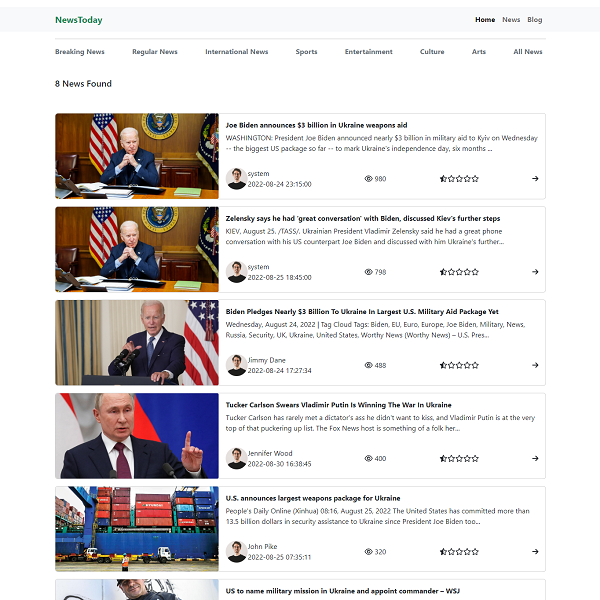 NewsToday
Home News Blog
Breaking News Regular News International News Sports Entertainment Culture Arts All News
8 News Found
Joe Biden announces $3 billion in Ukraine weapons aid
WASHINGTON: President Joe Biden announced nearly $3 billion in military aid to Kyiv on Wednesday
-- the biggest US package so far -- to mark Ukraine's independence day, six months ...
system
2022-08-24 23:15:00
980
Zelensky says he had 'great conversation' with Biden, discussed Kiev's further steps
KIEV, August 25. /TASS/. Ukrainian President Vladimir Zelensky said he had a great phone
conversation with his US counterpart Joe Biden and discussed with him Ukraine's further...
system
2022-08-25 18:45:00
798
Biden Pledges Nearly $3 Billion To Ukraine In Largest U.S. Military Aid Package Yet
Wednesday, August 24, 2022 | Tag Cloud Tags: Biden, EU, Euro, Europe, Joe Biden, Military, News,
Russia, Security, UK, Ukraine, United States, Worthy News (Worthy News) – U.S. Pres...
Jimmy Dane
2022-08-24 17:27:34
488
Tucker Carlson Swears Vladimir Putin Is Winning The War In Ukraine
Tucker Carlson has rarely met a dictator's ass he didn't want to kiss, and Vladimir Putin is at the very
top of that puckering up list. The Fox News host is something of a folk her...
Jennifer Wood
2022-08-30 16:38:45
400
U.S. announces largest weapons package for Ukraine
People's Daily Online (Xinhua) 08:16, August 25, 2022 The United States has committed more than
13.5 billion dollars in security assistance to Ukraine since President Joe Biden too...
John Pike
2022-08-25 07:35:11
320
US to name military mission in Ukraine and appoint commander – WSJ